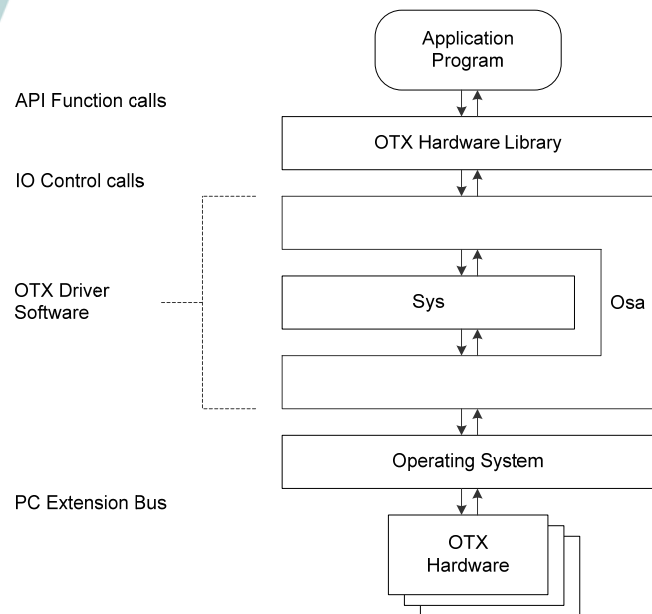 Application
Program
API Function calls
OTX Hardware Library
IO Control calls
OTX Driver
Software
Sys
Osa
Operating System
PC Extension Bus
OTX
Hardware